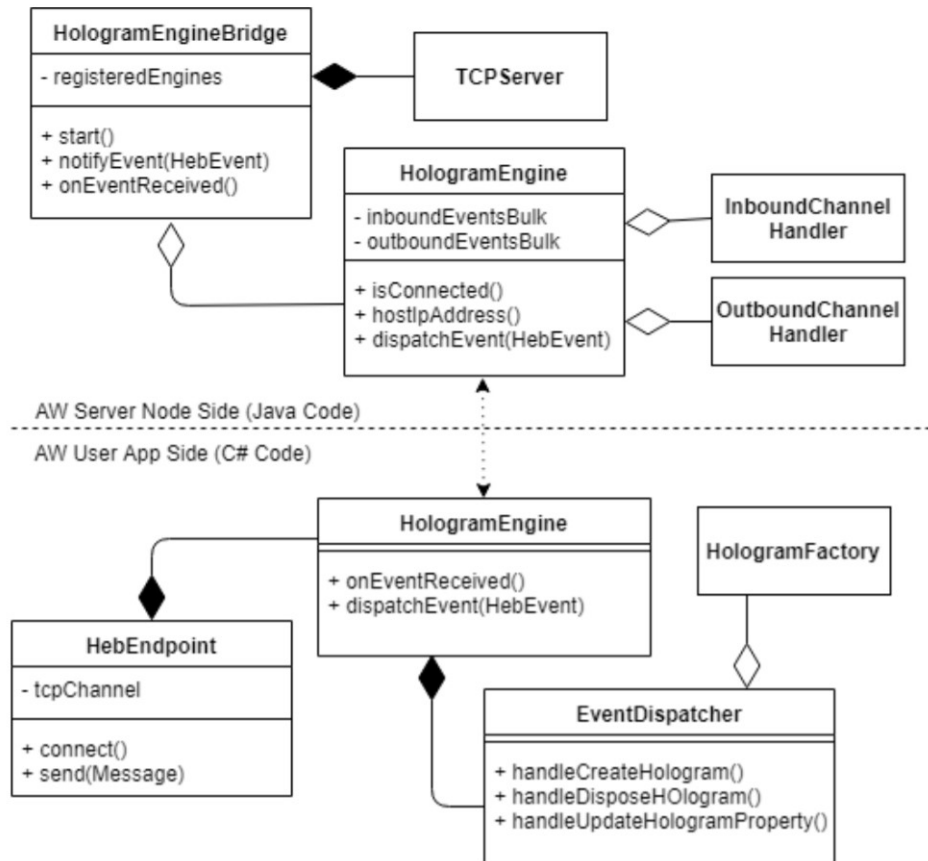 HologramEngineBridge
- registeredEngines
+ start()
+ notifyEvent(HebEvent)
+ onEventReceived()
TCPServer
HologramEngine
- inboundEventsBulk
- outboundEventsBulk
+ isConnected()
+ hostIpAddress()
+ dispatchEvent(HebEvent)
InboundChannel
Handler
OutboundChannel
Handler
AW Server Node Side (Java Code)
AW User App Side (C# Code)
HologramEngine
+ onEventReceived()
+ dispatchEvent(HebEvent)
HologramFactory
HebEndpoint
- tcpChannel
+ connect()
+ send(Message)
EventDispatcher
+ handleCreateHologram()
+ handleDisposeHOlogram()
+ handleUpdateHologramProperty()